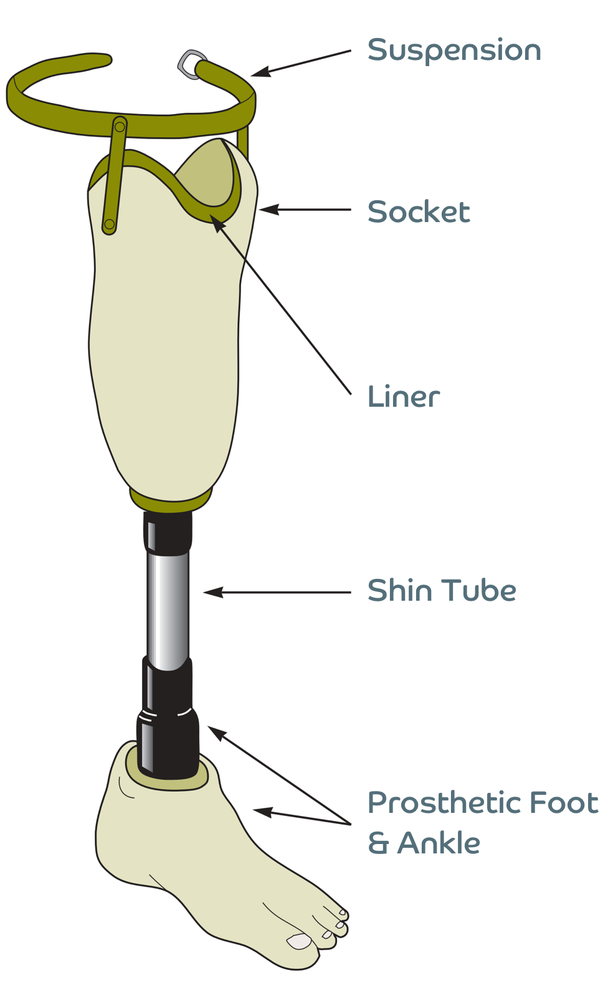 Suspension
Socket
Liner
Shin Tube
Prosthetic Foot
& Ankle